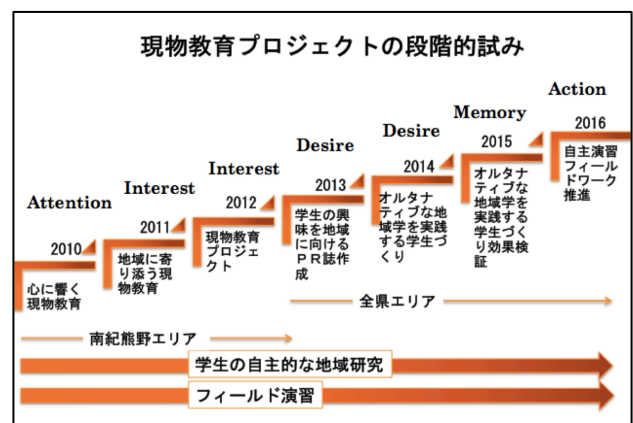 現物教育プロジェクトの段階的試み
Attention
2010
心に響く
現物教育
Interest
2011
地域に寄
り添う現
物教育
Interest
2012
現物教育
プロジェ
クト
Desire
2013
学生の興
味を地域
に向ける
ＰＲ誌作
成
Desire
2014
オルタナ
ティブな地
域学を実践
する学生づ
くり
Memory
2015
オルタナ
ティブな
地域学を
実践する
学生づく
り効果検
証
Action
2016
自主演習
フィール
ドワーク
推進
全県エリア
南紀熊野エリア
学生の自主的な地域研究
フィールド演習